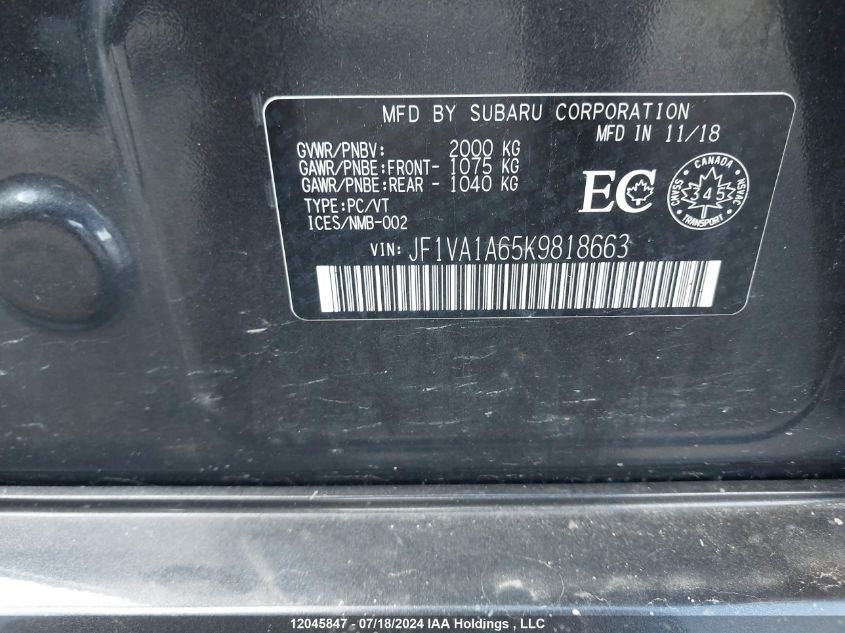 MFD BY SUBARU CORPORATION
MFD IN 11/18
GVWR/PNBV: 2000 KG
GAWR/PNBE:FRONT- 1075 KG
GAWR/PNBE:REAR - 1040 KG
TYPE:PC/VT
ICES/NMB-002
EC
CANADA
CMVSS
NSVAC
345
TRANSPORT
VIN: JF1VA1A65K9818663
12045847 - 07/18/2024 IAA Holdings , LLC